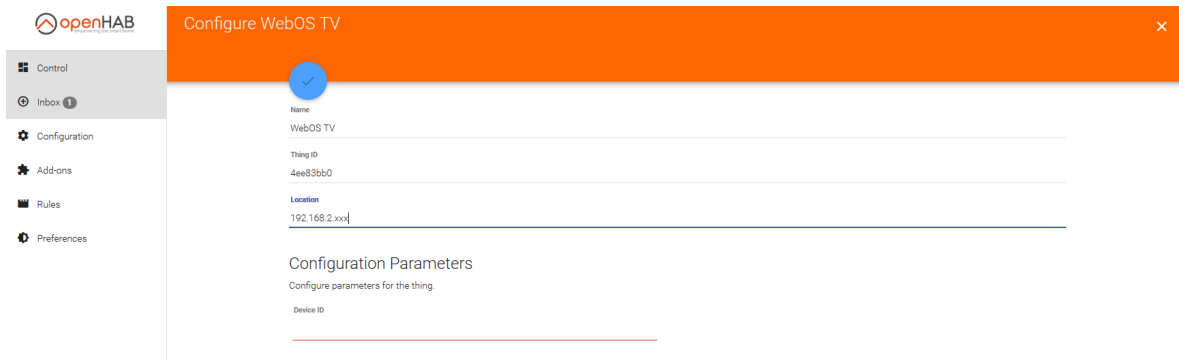 openHAB
empowering the smart home
Configure WebOS TV
Control
Inbox 1
Configuration
Add-ons
Rules
Preferences
Name
WebOS TV
Thing ID
4ee83bb0
Location
192.168.2.xxx
Configuration Parameters
Configure parameters for the thing.
Device ID